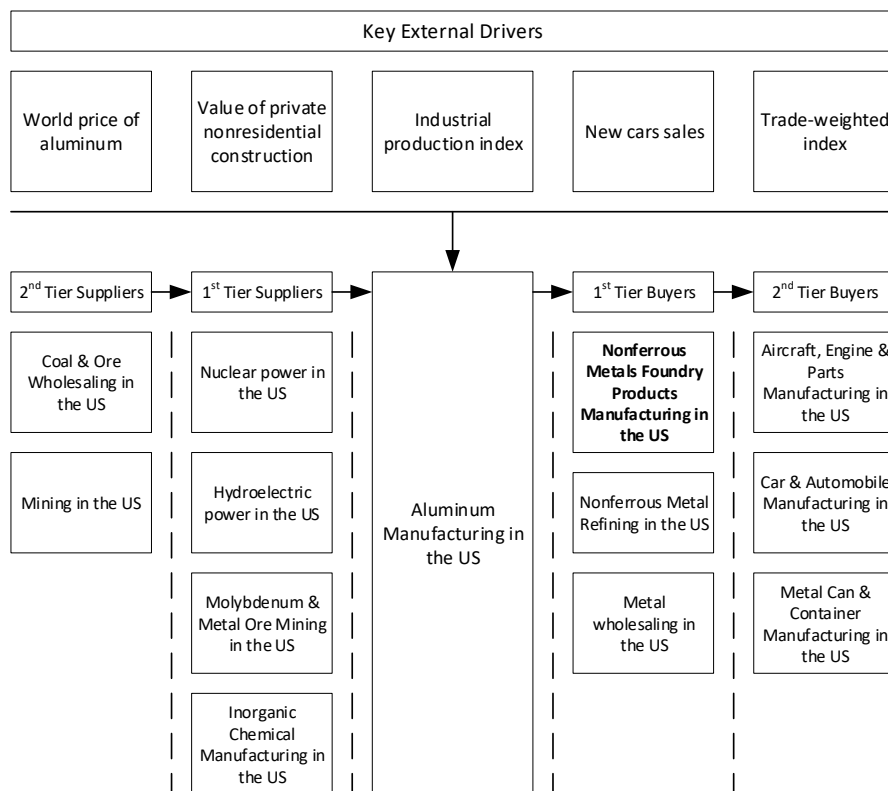 Key External Drivers
World price of
aluminum
Value of private
nonresidential
construction
Industrial
production index
New cars sales
Trade-weighted
index
2nd Tier Suppliers
1st Tier Suppliers
1st Tier Buyers
2nd Tier Buyers
Coal & Ore
Wholesaling in
the US
Mining in the US
Nuclear power in
the US
Hydroelectric
power in the US
Molybdenum &
Metal Ore Mining
in the US
Inorganic
Chemical
Manufacturing in
the US
Aluminum
Manufacturing in
the US
Nonferrous
Metals Foundry
Products
Manufacturing in
the US
Nonferrous Metal
Refining in the US
Metal
wholesaling in
the US
Aircraft, Engine &
Parts
Manufacturing in
the US
Car & Automobile
Manufacturing in
the US
Metal Can &
Container
Manufacturing in
the US